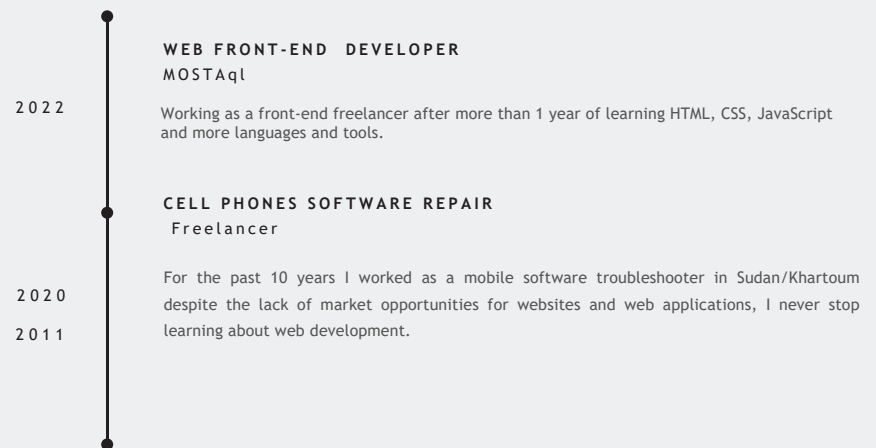 WEB FRONT-END DEVELOPER
MOSTAql
2022
Working as a front-end freelancer after more than 1 year of learning HTML, CSS, JavaScript
and more languages and tools.
CELL PHONES SOFTWARE REPAIR
Freelancer
For the past 10 years I worked as a mobile software troubleshooter in Sudan/Khartoum
2020
despite the lack of market opportunities for websites and web applications, I never stop
learning about web development.
2011